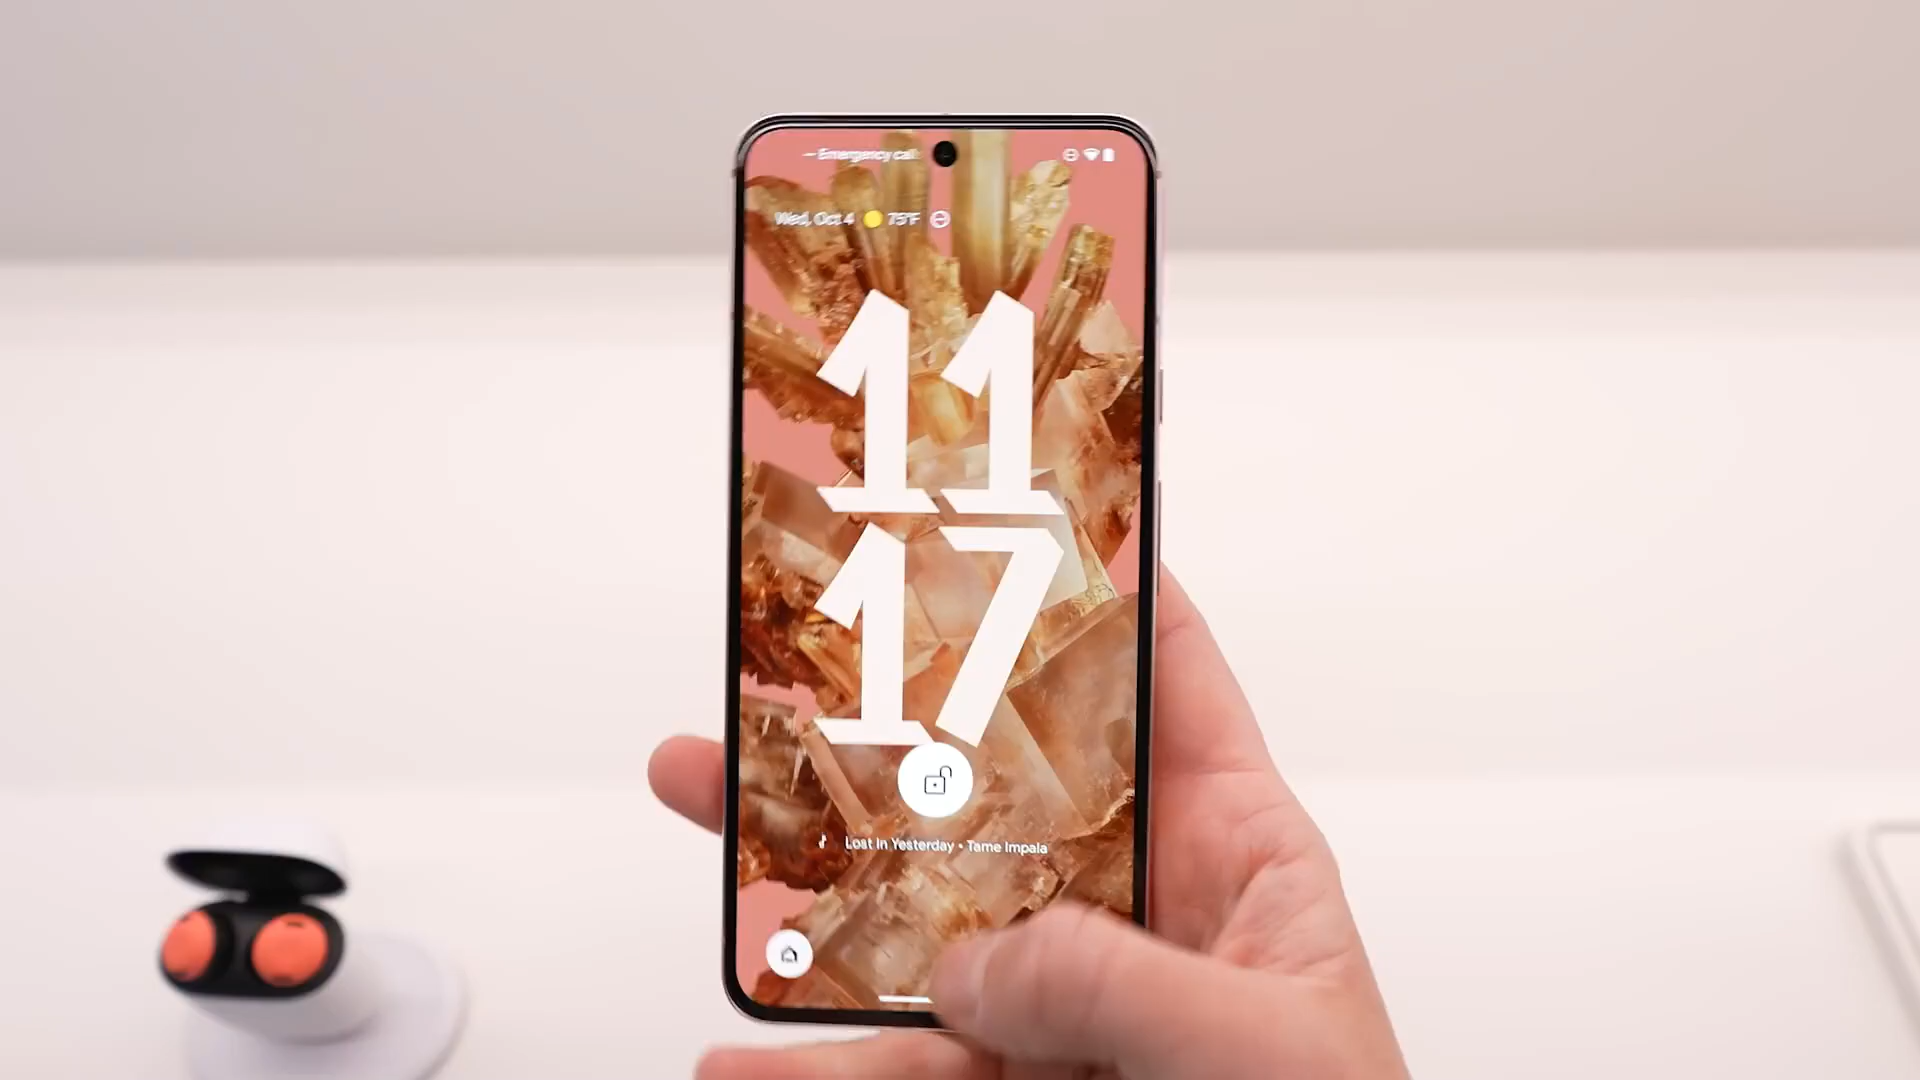 Emergency call
Wed, Oct 4 75°F
11
17
Lost In Yesterday • Tame Impala